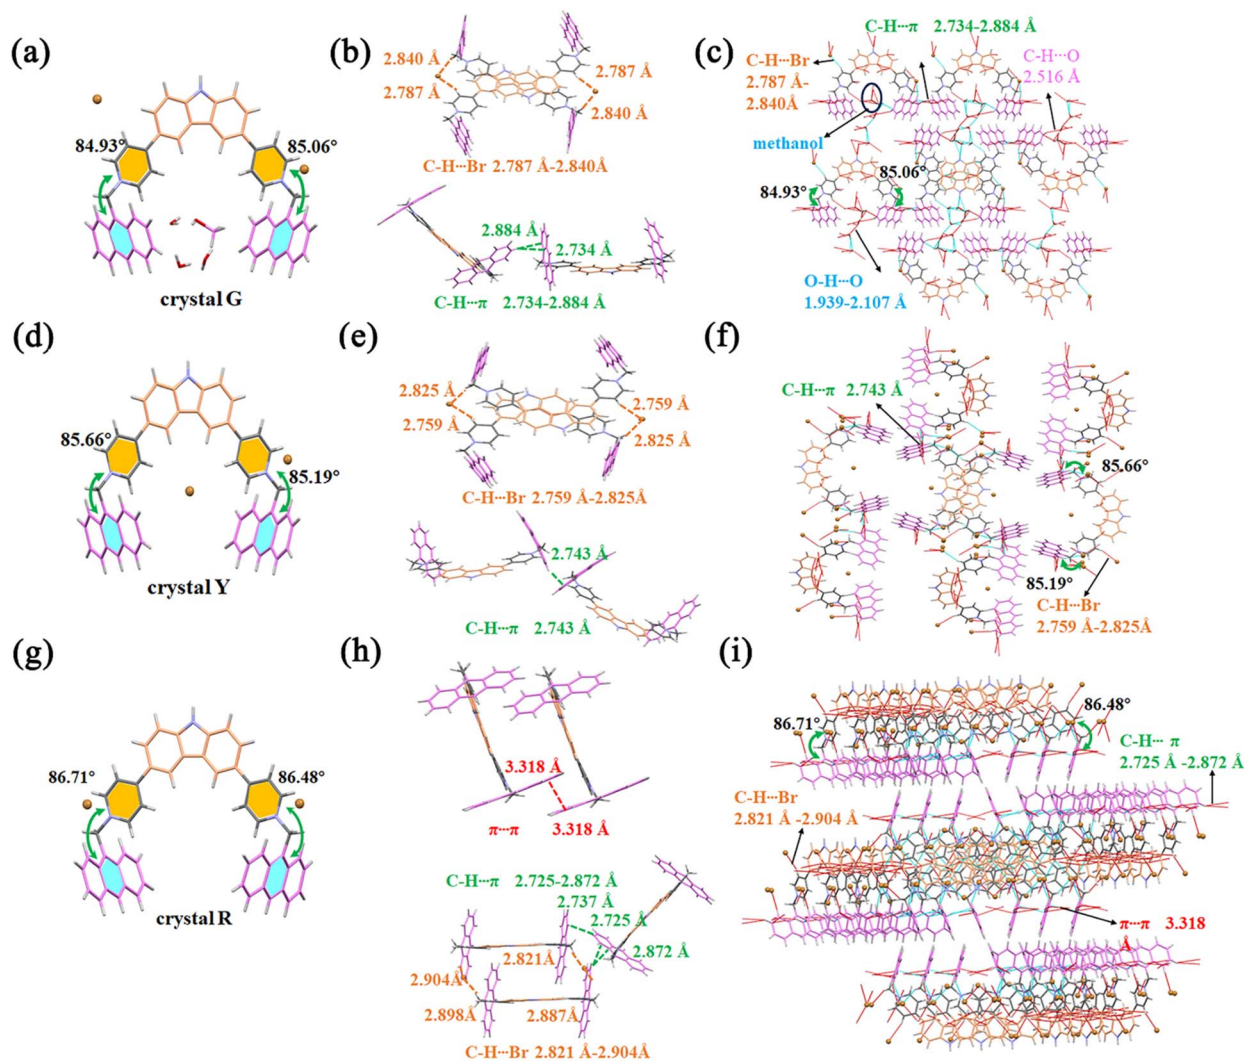 (a)
84.93°
85.06°
crystal G
(b)
2.840 Å
2.787 Å
2.787 Å
2.840 Å
C-H···Br 2.787 Å-2.840Å
2.884 Å
2.734 Å
C-H···π 2.734-2.884 Å
(c)
C-H···π 2.734-2.884 Å
C-H···Br
2.787 Å-
2.840Å
C-H···O
2.516 Å
methanol
85.06°
84.93°
O-H···O
1.939-2.107 Å
(d)
85.66°
85.19°
crystal Y
(e)
2.825 Å
2.759 Å
2.759 Å
2.825 Å
C-H···Br 2.759 Å-2.825Å
2.743 Å
C-H···π 2.743 Å
(f)
C-H···π 2.743 Å
85.66°
85.19°
C-H···Br
2.759 Å-2.825Å
(g)
86.71°
86.48°
crystal R
(h)
3.318 Å
π···π 3.318 Å
C-H···π 2.725-2.872 Å
2.737 Å
2.725 Å
2.821Å
2.872 Å
2.904Å
2.898Å
2.887Å
C-H···Br 2.821 Å-2.904Å
(i)
86.71°
86.48°
C-H··· π
2.725 Å -2.872 Å
C-H···Br
2.821 Å -2.904 Å
π···π 3.318
Å